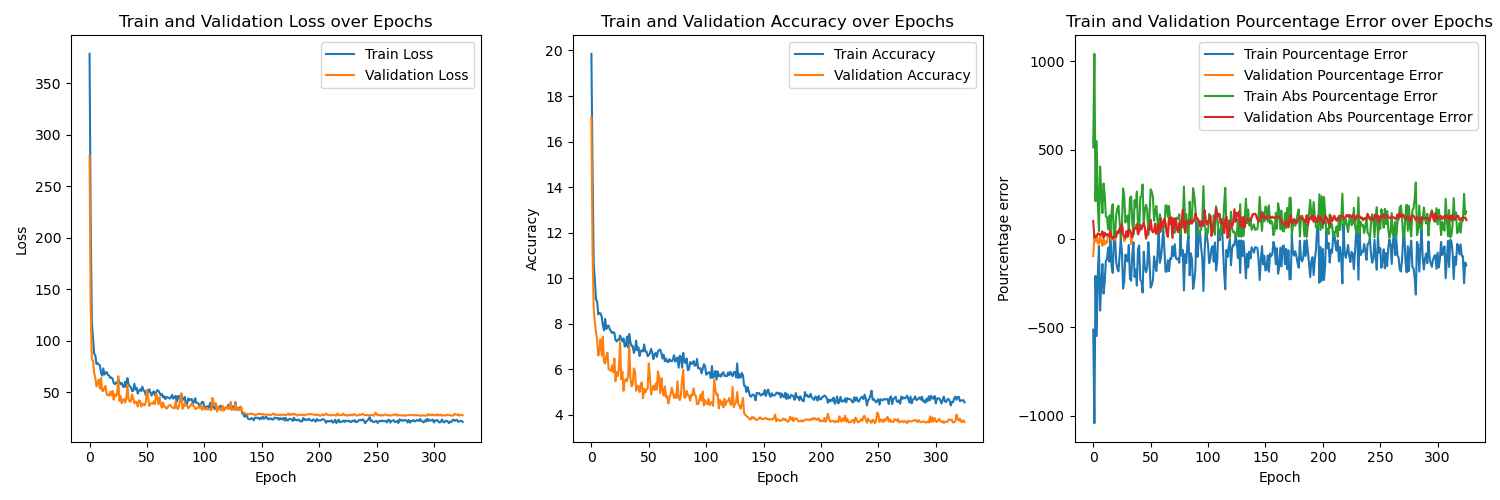 Train and Validation Loss over Epochs
Train Loss
Validation Loss
350
300
250
200
150
100
50
Loss
0 50 100 150 200 250 300
Epoch
Train and Validation Accuracy over Epochs
Train Accuracy
Validation Accuracy
20
18
16
14
12
10
8
6
4
Accuracy
0 50 100 150 200 250 300
Epoch
Train and Validation Pourcentage Error over Epochs
Train Pourcentage Error
Validation Pourcentage Error
Train Abs Pourcentage Error
Validation Abs Pourcentage Error
1000
500
0
−500
−1000
Pourcentage error
0 50 100 150 200 250 300
Epoch